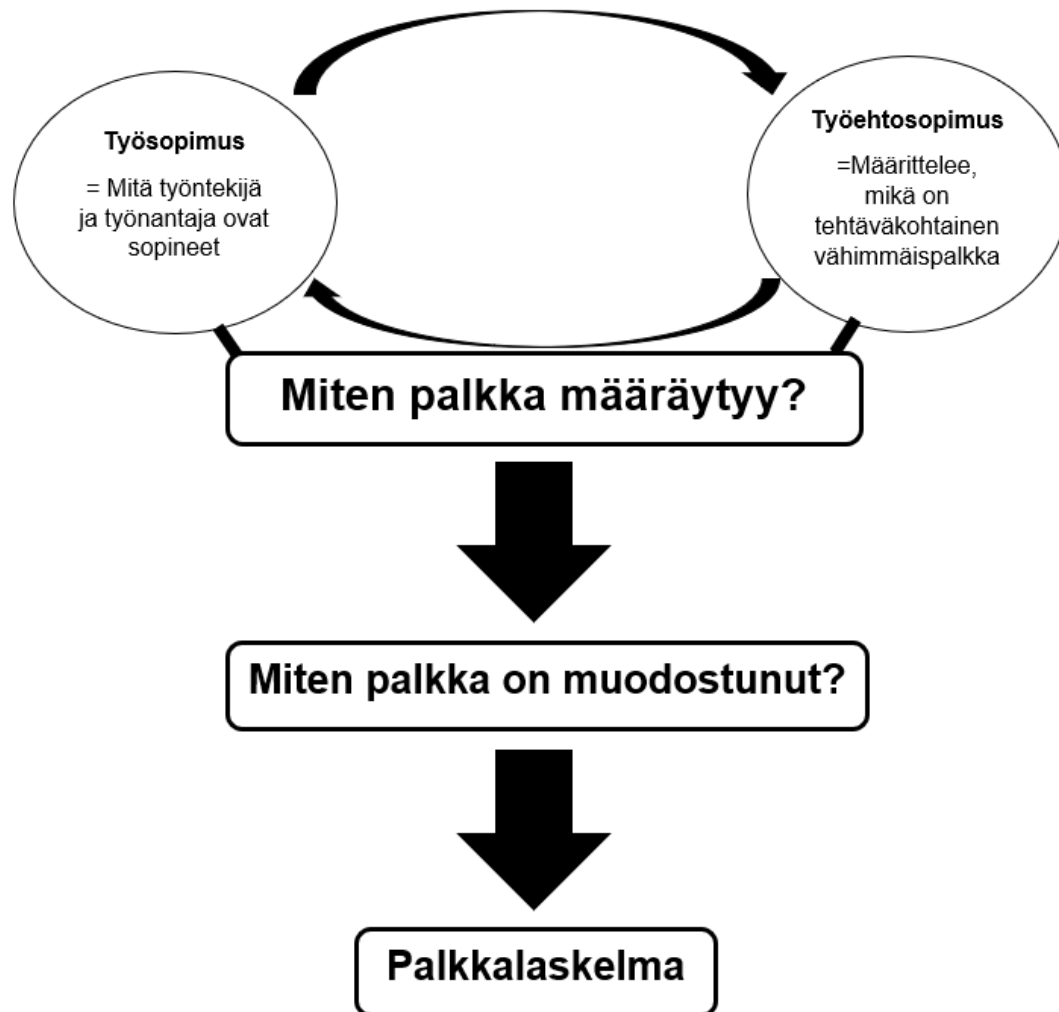 Työsopimus
= Mitä työntekijä
ja työnantaja ovat
sopineet
Työehtosopimus
=Määrittelee,
mikä on
tehtäväkohtainen
vähimmäispalkka
Miten palkka määräytyy?
Miten palkka on muodostunut?
Palkkalaskelma